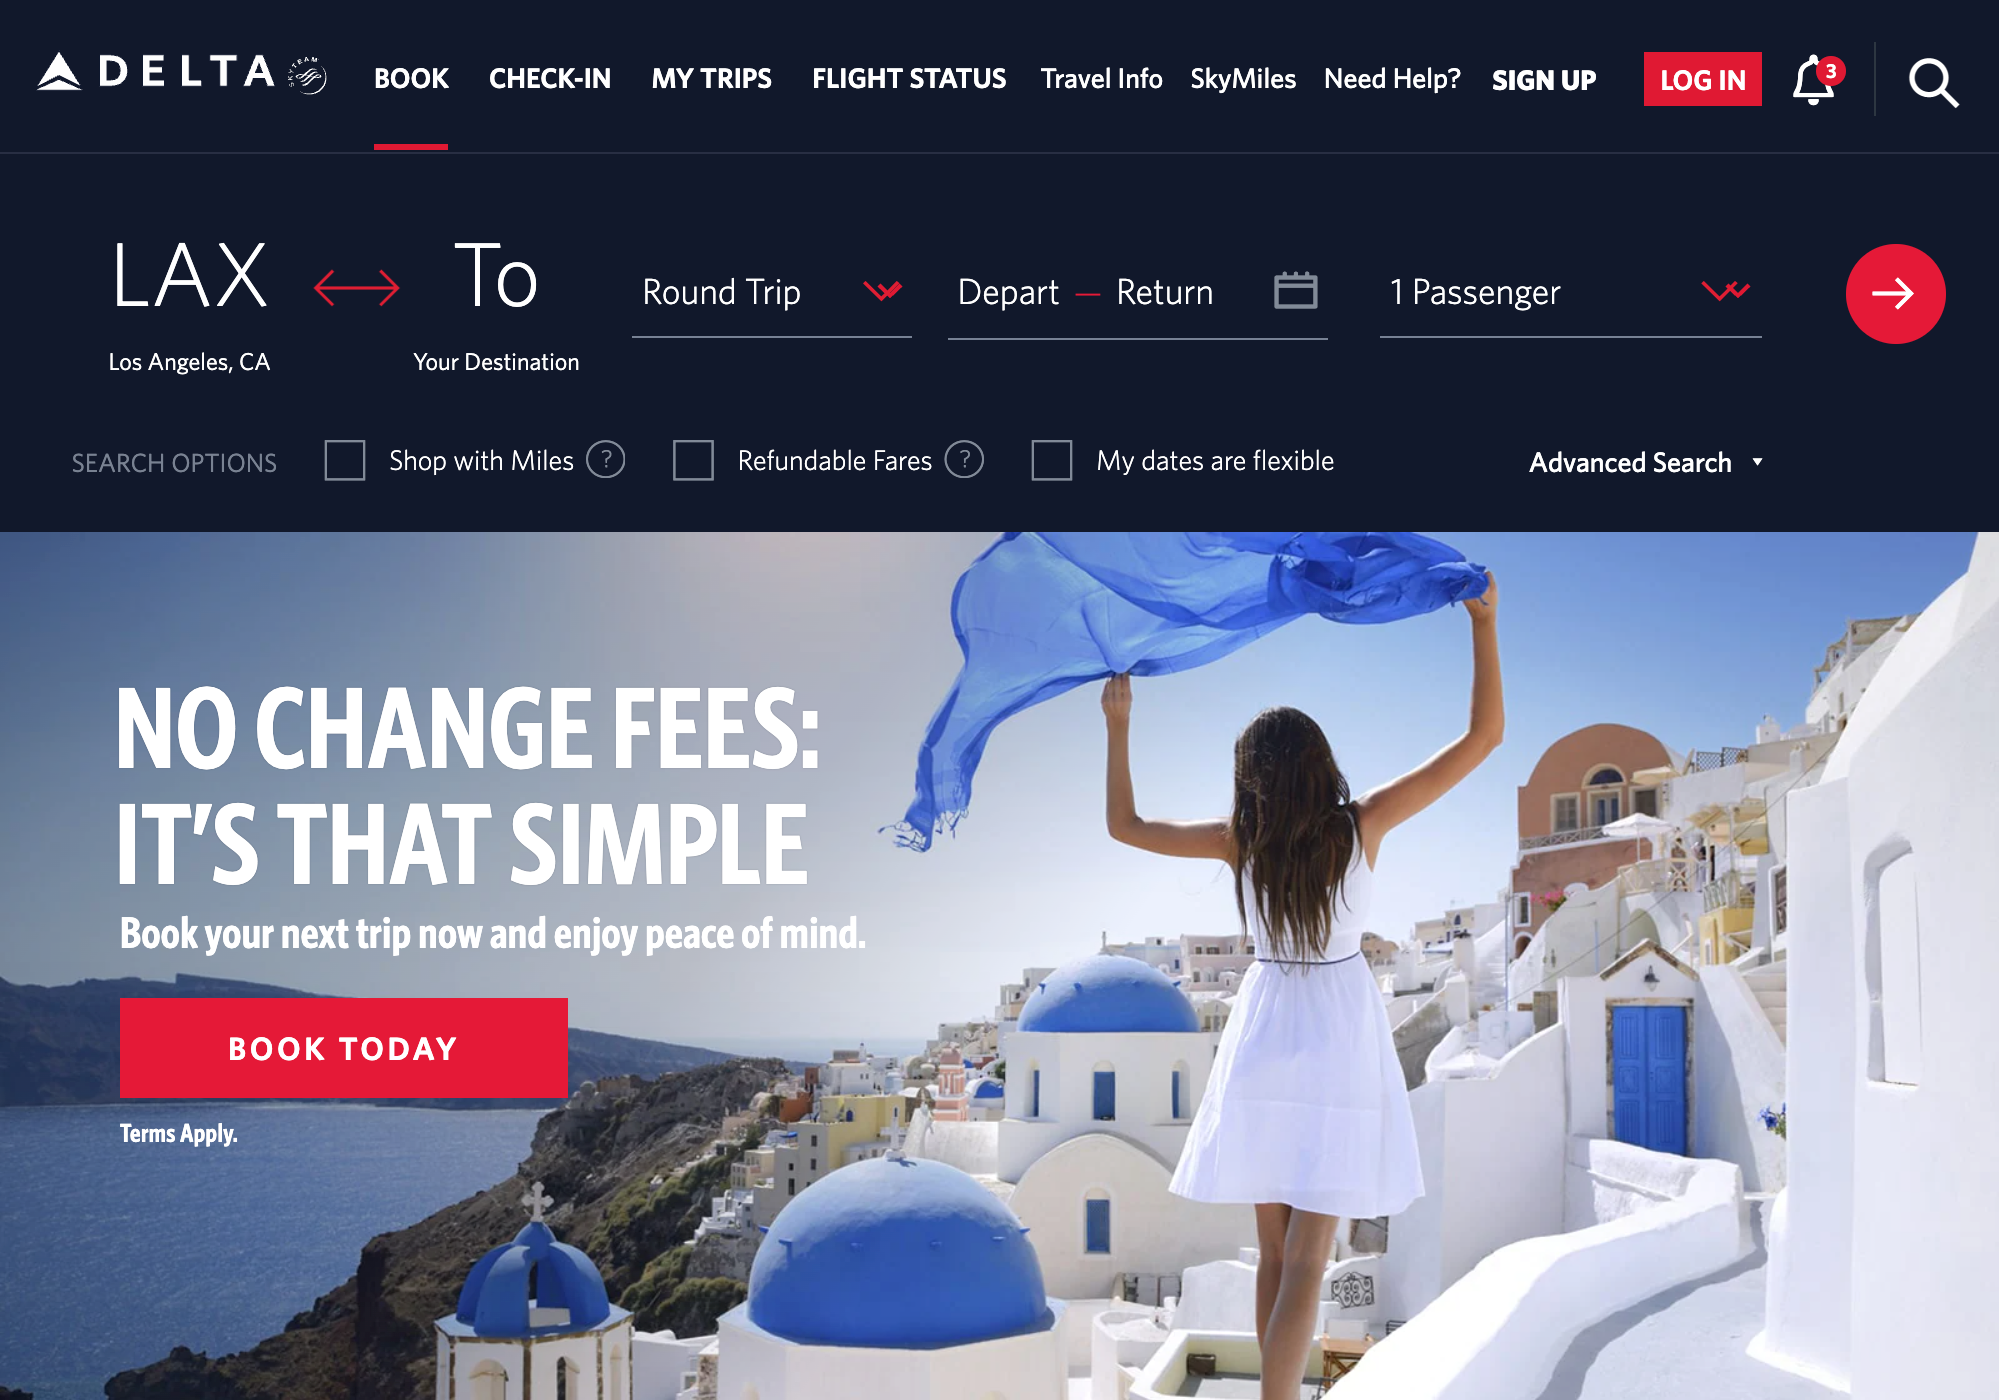 DELTA SKYTEAM BOOK CHECK-IN MY TRIPS FLIGHT STATUS Travel Info SkyMiles Need Help? SIGN UP LOG IN 3
LAX To Round Trip Depart — Return 1 Passenger
Los Angeles, CA Your Destination
SEARCH OPTIONS Shop with Miles ? Refundable Fares ? My dates are flexible Advanced Search
NO CHANGE FEES:
IT'S THAT SIMPLE
Book your next trip now and enjoy peace of mind.
BOOK TODAY
Terms Apply.